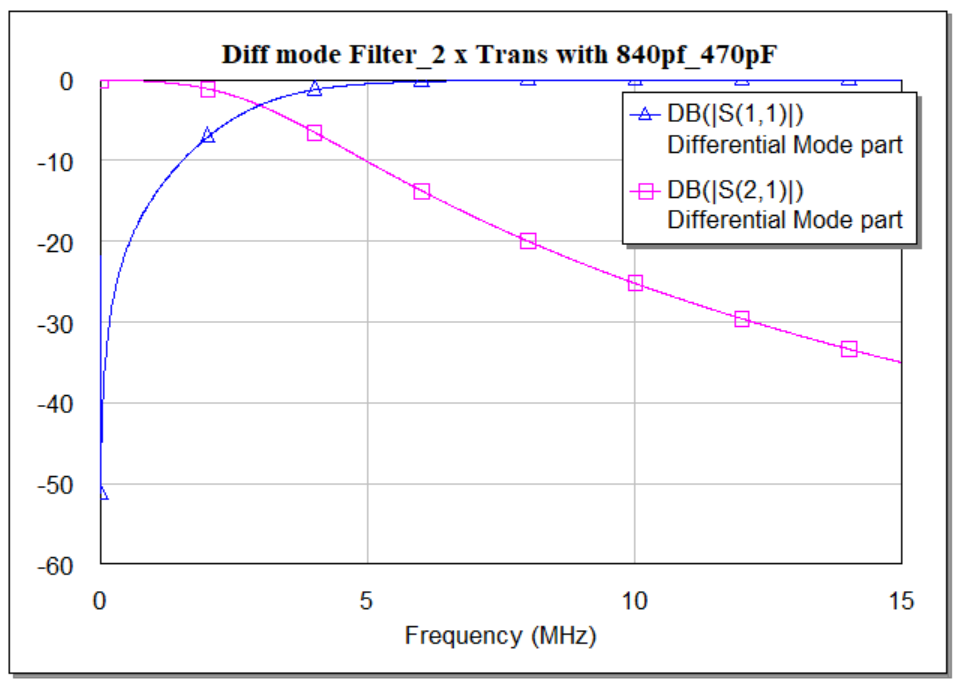 Diff mode Filter_2 x Trans with 840pf_470pF
0
-10
-20
-30
-40
-50
-60
DB(|S(1,1)|)
Differential Mode part
DB(|S(2,1)|)
Differential Mode part
0 5 10 15
Frequency (MHz)